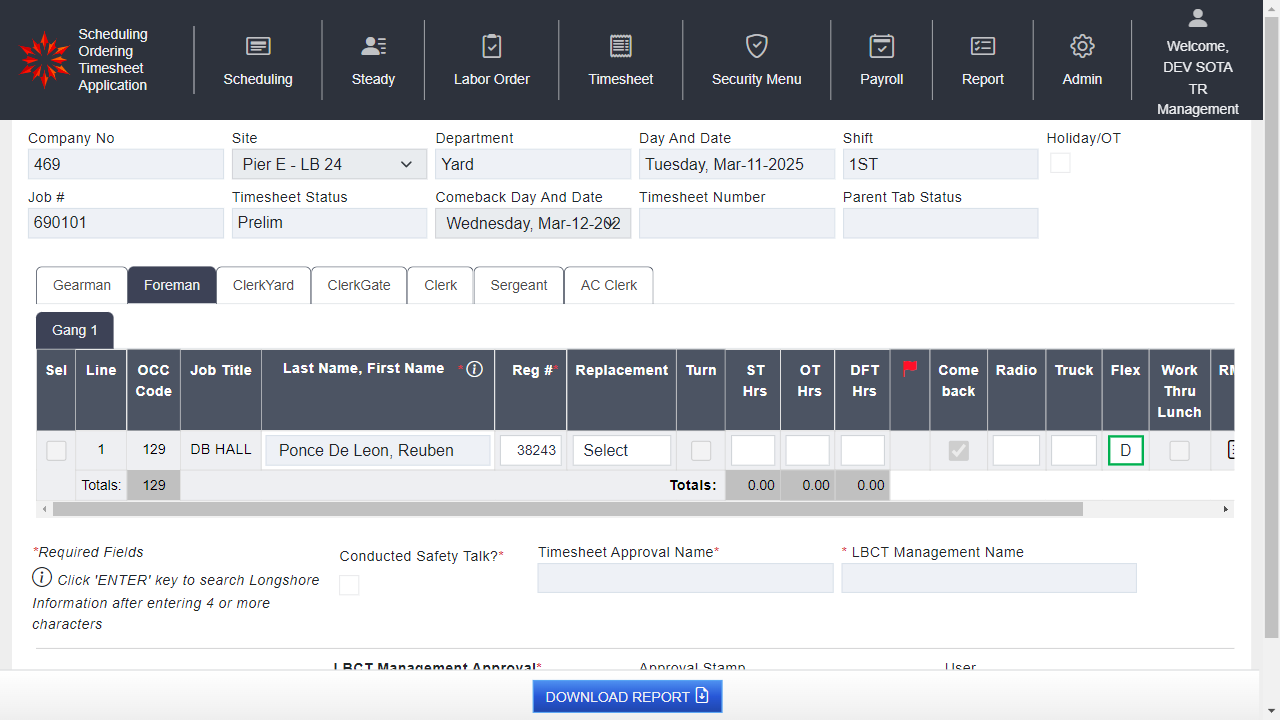 Scheduling
Ordering
Timesheet
Application
Scheduling
Steady
Labor Order
Timesheet
Security Menu
Payroll
Report
Admin
Welcome,
DEV SOTA
TR
Management
Company No
Site
Department
Day And Date
Shift
Holiday/OT
469
Pier E - LB 24
Yard
Tuesday, Mar-11-2025
1ST
Job #
Timesheet Status
Comeback Day And Date
Timesheet Number
Parent Tab Status
690101
Prelim
Wednesday, Mar-12-202
Gearman
Foreman
ClerkYard
ClerkGate
Clerk
Sergeant
AC Clerk
Gang 1
Sel
Line
OCC
Code
Job Title
Last Name, First Name *
Reg #*
Replacement
Turn
ST
Hrs
OT
Hrs
DFT
Hrs
Come
back
Radio
Truck
Flex
Work
Thru
Lunch
1
129
DB HALL
Ponce De Leon, Reuben
38243
Select
D
Totals:
129
Totals:
0.00
0.00
0.00
*Required Fields
Click 'ENTER' key to search Longshore
Information after entering 4 or more
characters
Conducted Safety Talk?*
Timesheet Approval Name*
* LBCT Management Name
LBCT Management Approval*
Approval Stamp
User
DOWNLOAD REPORT